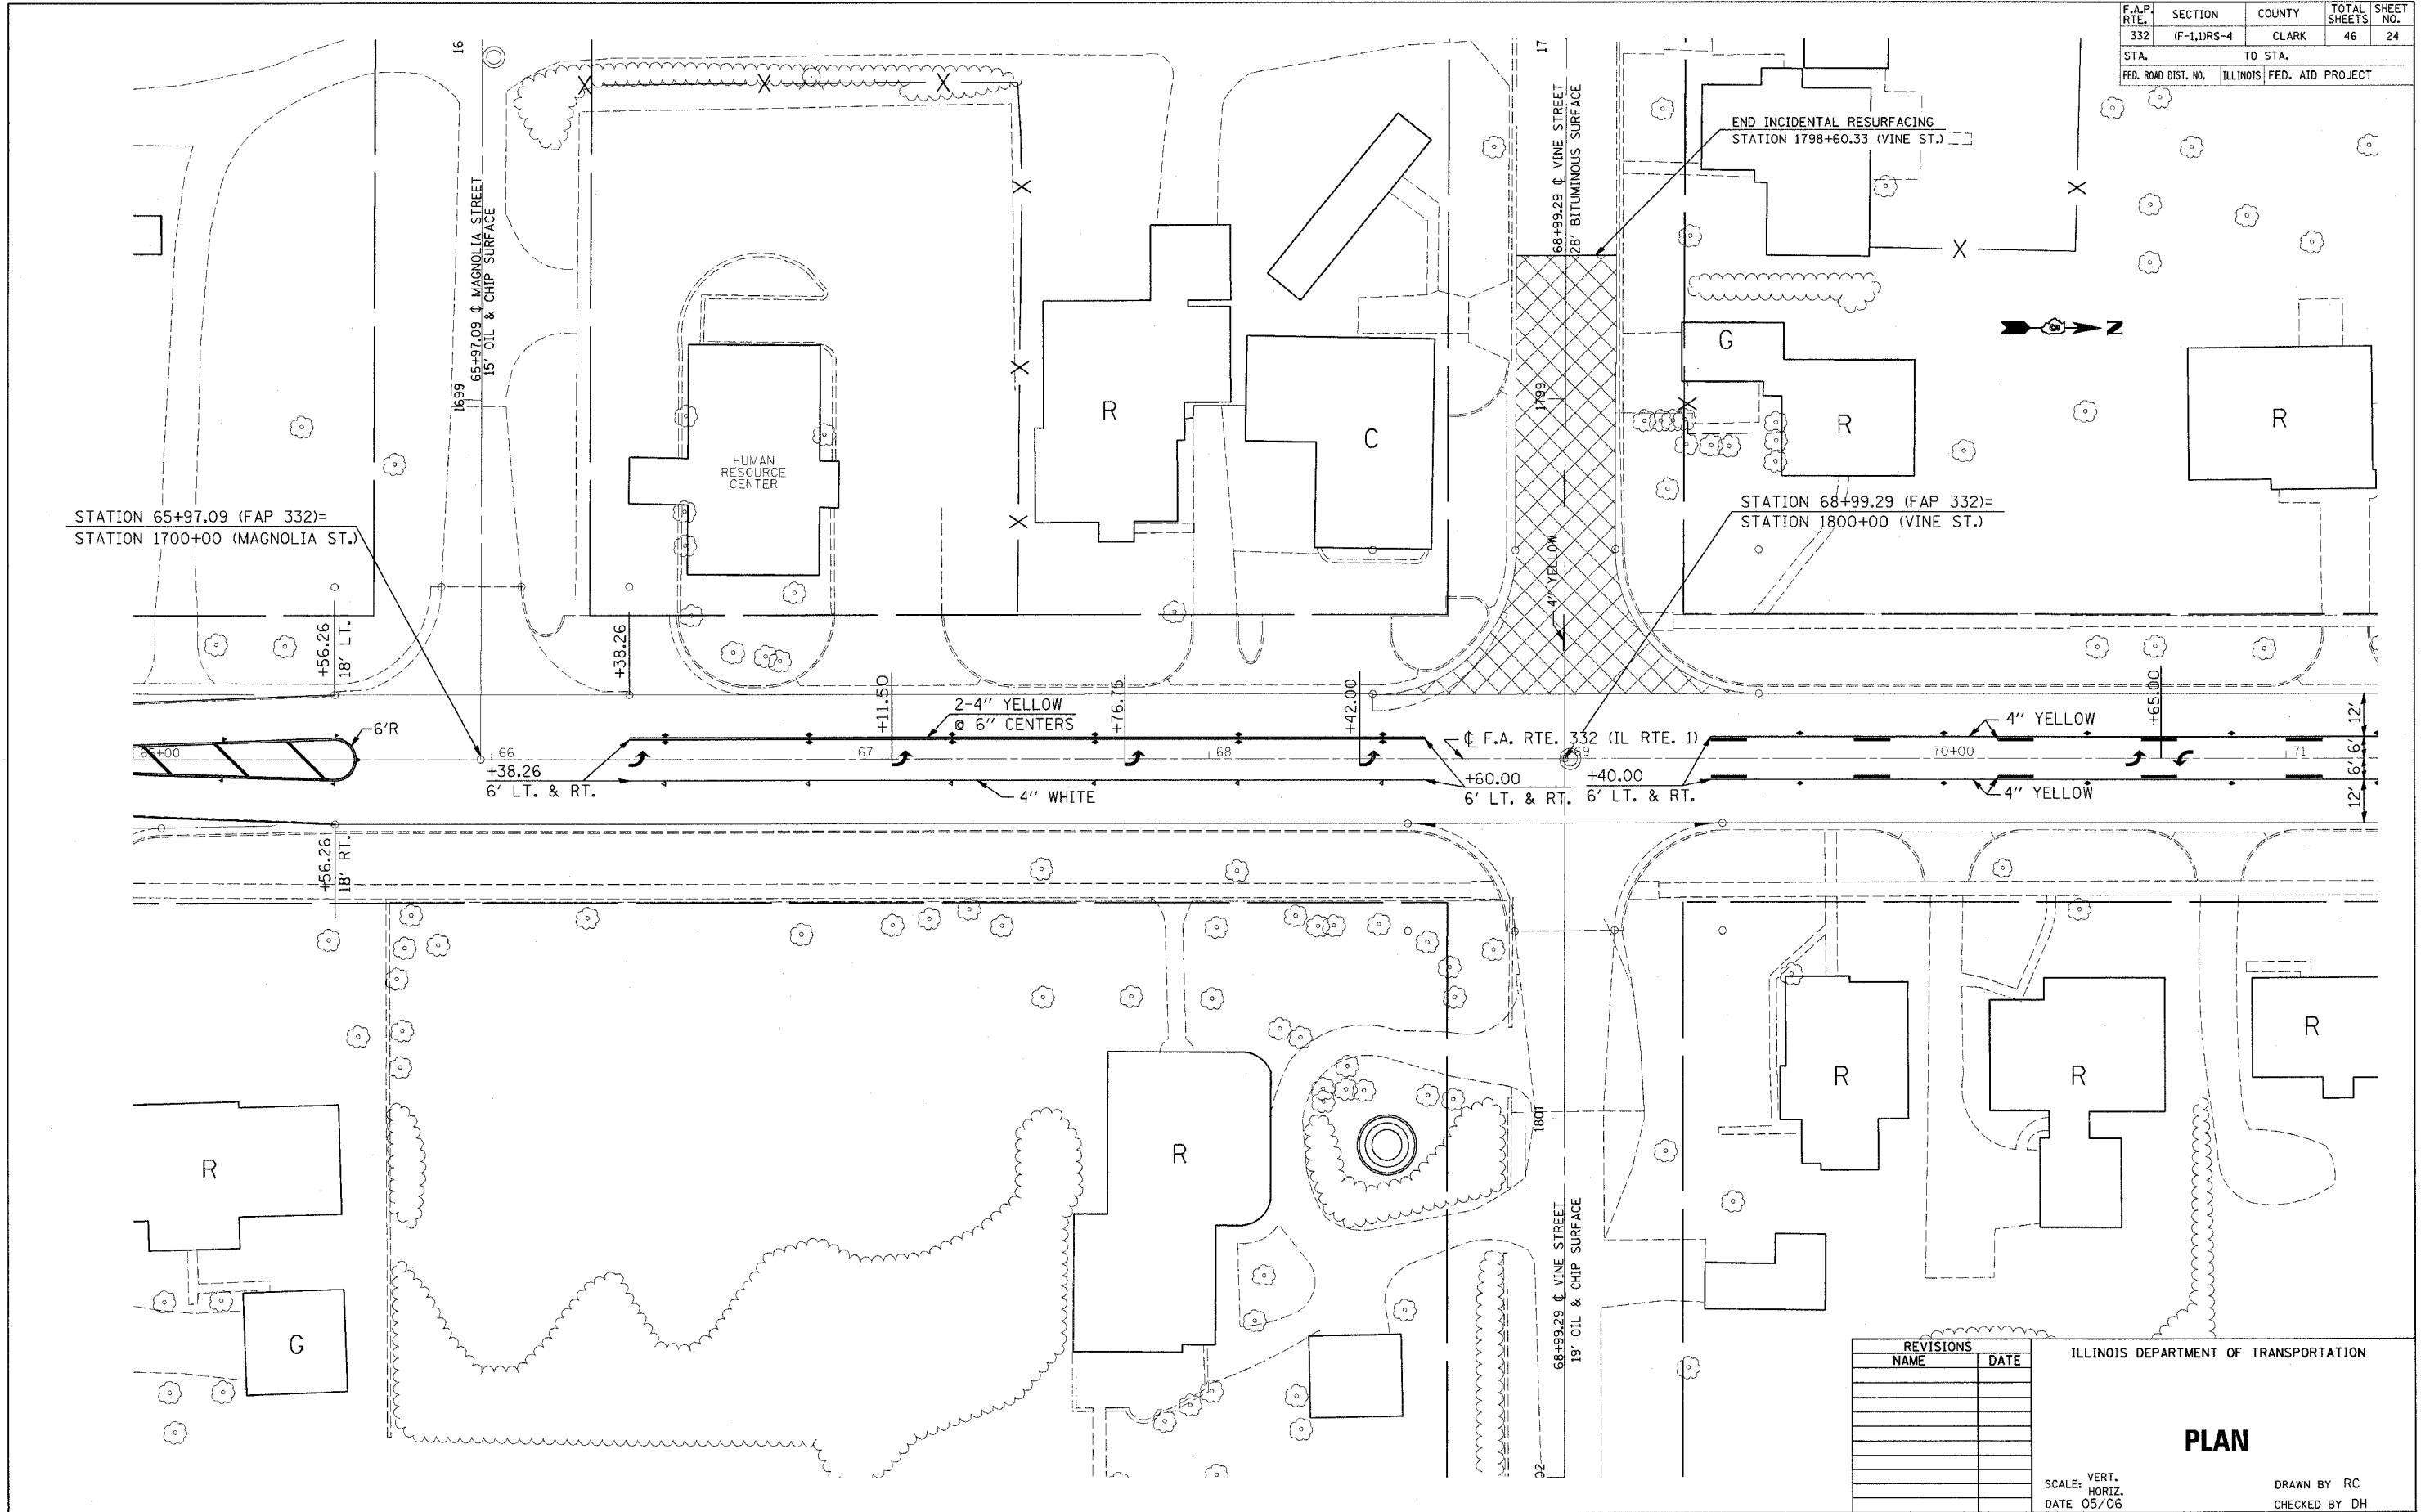 F.A.P. RTE. SECTION COUNTY TOTAL SHEETS SHEET NO.
332 (F-1,1)RS-4 CLARK 46 24
STA. TO STA.
FED. ROAD DIST. NO. ILLINOIS FED. AID PROJECT
16
17
65+97.09 ℄ MAGNOLIA STREET
15' OIL & CHIP SURFACE
1699
68+99.29 ℄ VINE STREET
28' BITUMINOUS SURFACE
1799
END INCIDENTAL RESURFACING
STATION 1798+60.33 (VINE ST.)
X
X
X
X
X
X
X
X
X
N
HUMAN
RESOURCE
CENTER
R
C
G
R
R
STATION 65+97.09 (FAP 332)=
STATION 1700+00 (MAGNOLIA ST.)
STATION 68+99.29 (FAP 332)=
STATION 1800+00 (VINE ST.)
4" YELLOW
+56.26
18' LT.
+38.26
+11.50
+76.75
+42.00
+65.00
2-4" YELLOW
@ 6" CENTERS
6'R
℄ F.A. RTE. 332 (IL RTE. 1)
4" YELLOW
12'
6'
6'
12'
65+00
66
67
68
69
70+00
71
+38.26
6' LT. & RT.
4" WHITE
+60.00
6' LT. & RT.
+40.00
6' LT. & RT.
4" YELLOW
+56.26
18' RT.
R
G
R
R
R
R
1801
68+99.29 ℄ VINE STREET
19' OIL & CHIP SURFACE
02
REVISIONS
NAME DATE
ILLINOIS DEPARTMENT OF TRANSPORTATION
PLAN
SCALE: VERT.
HORIZ.
DATE 05/06
DRAWN BY RC
CHECKED BY DH